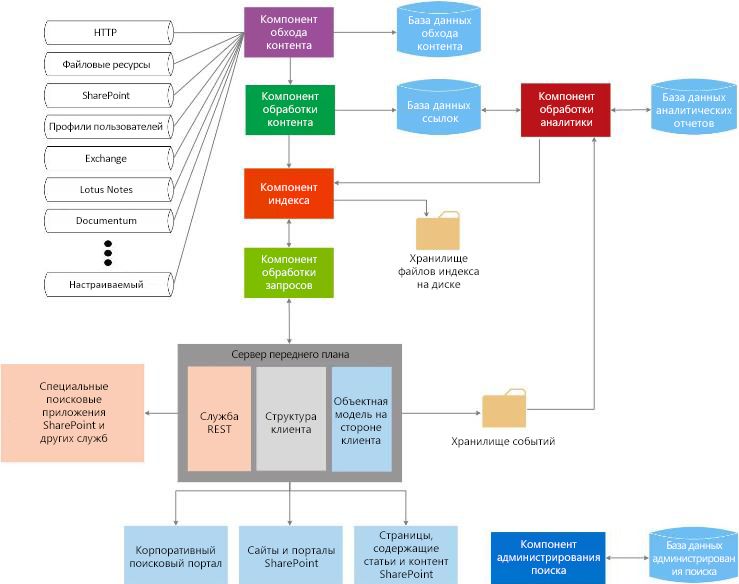 HTTP
Файловые ресурсы
SharePoint
Профили пользователей
Exchange
Lotus Notes
Documentum
Настраиваемый
Компонент
обхода
контента
База данных
обхода
контента
Компонент
обработки
контента
База данных
ссылок
Компонент
обработки
аналитики
База данных
аналитических
отчетов
Компонент
индекса
Хранилище
файлов индекса
на диске
Компонент
обработки
запросов
Сервер переднего плана
Служба
REST
Структура
клиента
Объектная
модель на
стороне
клиента
Специальные
поисковые
приложения
SharePoint и
других служб
Хранилище событий
Корпоративный
поисковый портал
Сайты и порталы
SharePoint
Страницы,
содержащие
статьи и контент
SharePoint
Компонент
администрирования
поиска
База данных
администрирован
ия поиска